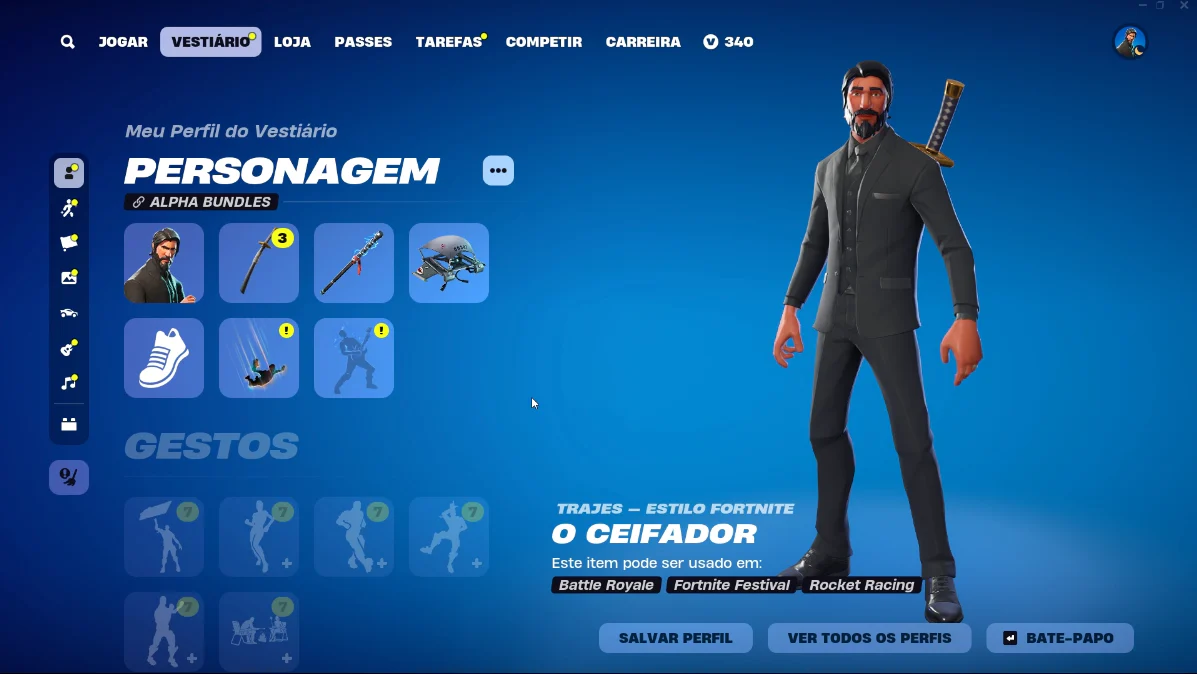 JOGAR VESTIÁRIO LOJA PASSES TAREFAS COMPETIR CARREIRA V 340
Meu Perfil do Vestiário
PERSONAGEM
ALPHA BUNDLES
3
! !
GESTOS
7 7 7 7
7 7
TRAJES — ESTILO FORTNITE
O CEIFADOR
Este item pode ser usado em:
Battle Royale Fortnite Festival Rocket Racing
SALVAR PERFIL VER TODOS OS PERFIS BATE-PAPO